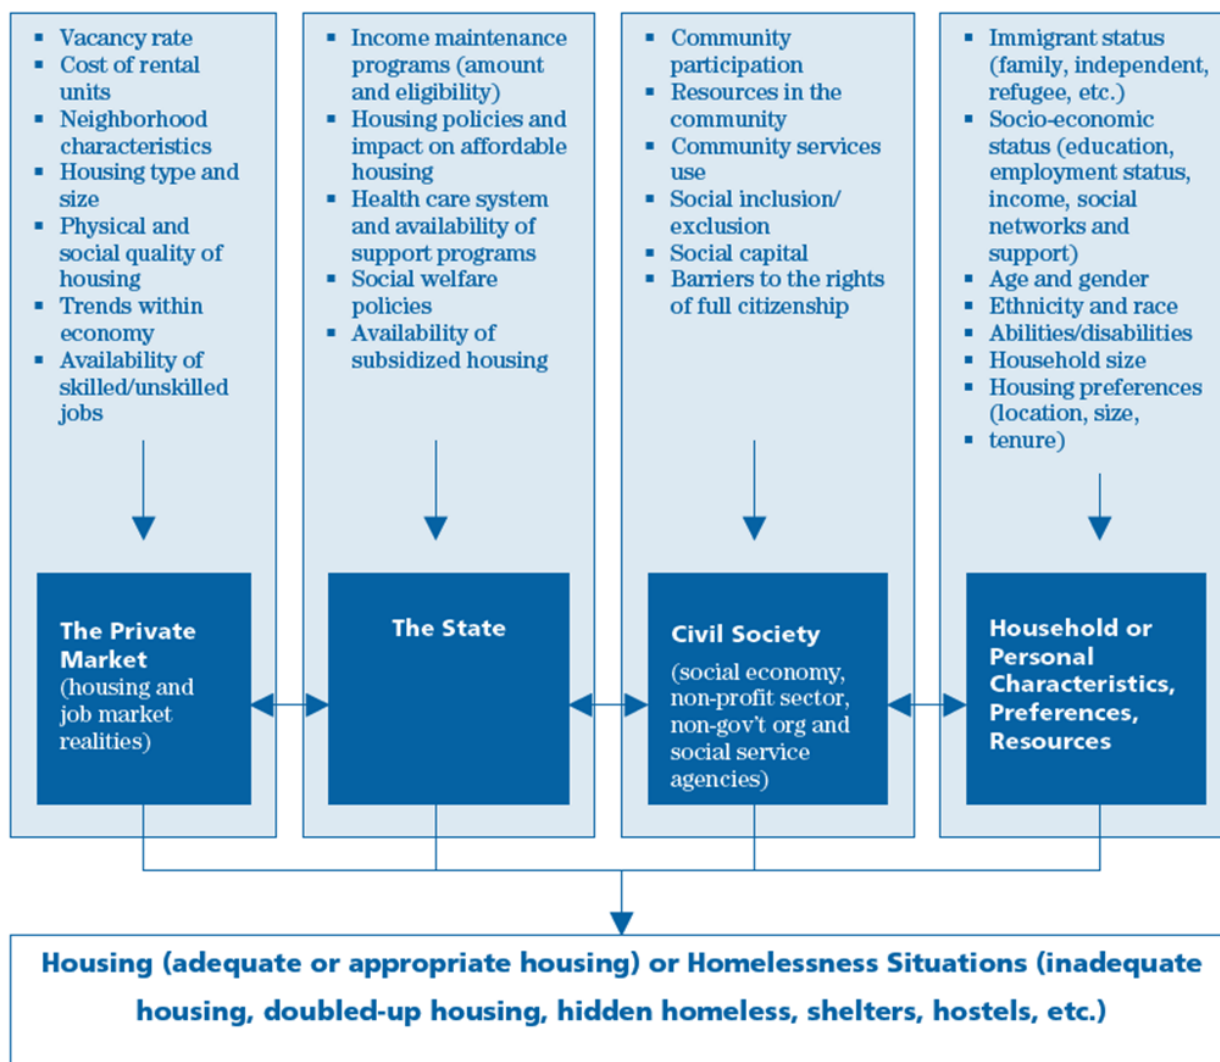 ▪ Vacancy rate
▪ Cost of rental
units
▪ Neighborhood
characteristics
▪ Housing type and
size
▪ Physical and
social quality of
housing
▪ Trends within
economy
▪ Availability of
skilled/unskilled
jobs
The Private
Market
(housing and
job market
realities)
▪ Income maintenance
programs (amount
and eligibility)
▪ Housing policies and
impact on affordable
housing
▪ Health care system
and availability of
support programs
▪ Social welfare
policies
▪ Availability of
subsidized housing
The State
▪ Community
participation
▪ Resources in the
community
▪ Community services
use
▪ Social inclusion/
exclusion
▪ Social capital
▪ Barriers to the rights
of full citizenship
Civil Society
(social economy,
non-profit sector,
non-gov't org and
social service
agencies)
▪ Immigrant status
(family, independent,
refugee, etc.)
▪ Socio-economic
status (education,
employment status,
income, social
networks and
support)
▪ Age and gender
▪ Ethnicity and race
▪ Abilities/disabilities
▪ Household size
▪ Housing preferences
(location, size,
▪ tenure)
Household or
Personal
Characteristics,
Preferences,
Resources
Housing (adequate or appropriate housing) or Homelessness Situations (inadequate
housing, doubled-up housing, hidden homeless, shelters, hostels, etc.)